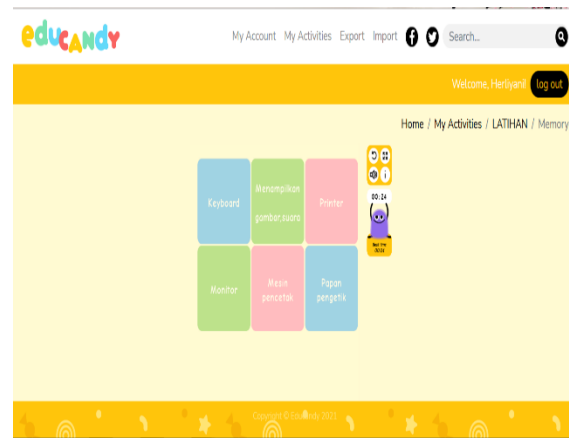 educandy
My Account My Activities Export Import Search...
Welcome, Herliyani! log out
Home / My Activities / LATIHAN / Memory
00:24
Keyboard
Menampilkan
gambar,suara
Printer
Monitor
Mesin
pencetak
Papan
pengetik
Copyright © Educandy 2021